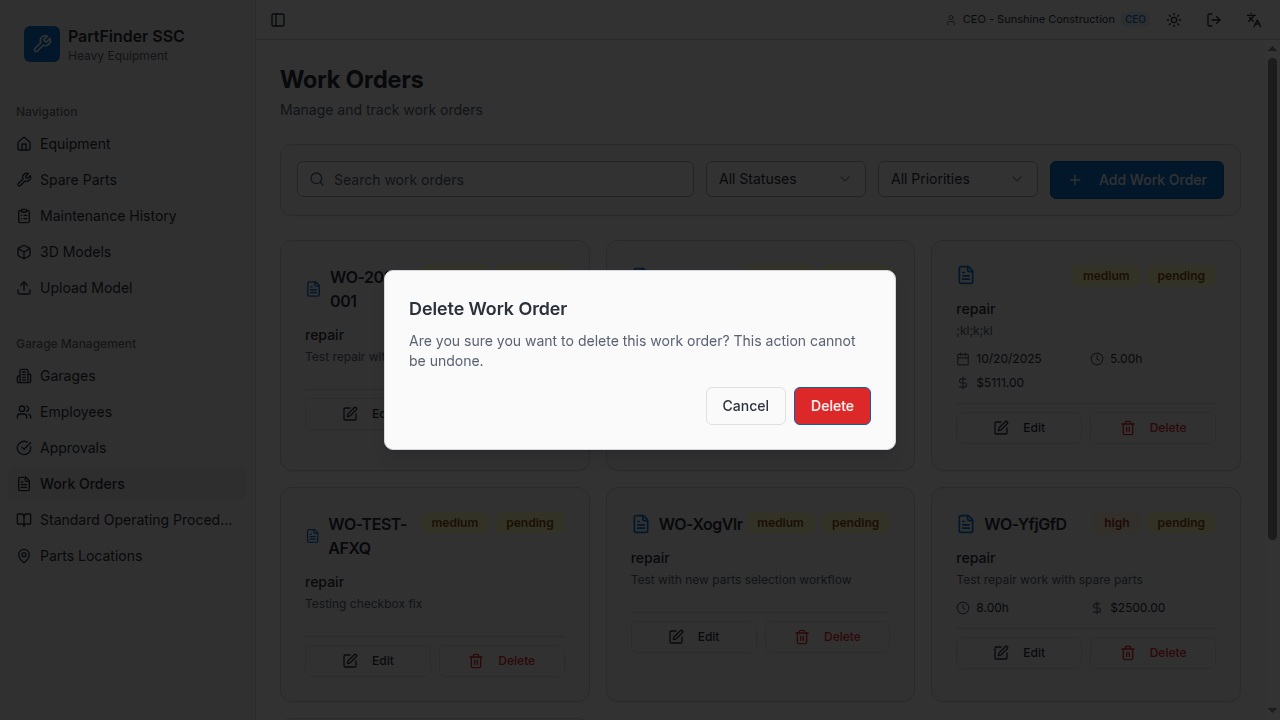 PartFinder SSC
Heavy Equipment
Navigation
Equipment
Spare Parts
Maintenance History
3D Models
Upload Model
Garage Management
Garages
Employees
Approvals
Work Orders
Standard Operating Proced...
Parts Locations
CEO - Sunshine Construction CEO
Work Orders
Manage and track work orders
Search work orders
All Statuses
All Priorities
Add Work Order
WO-20
001
repair
Test repair wit
medium pending
repair
;kl;k;kl
10/20/2025 5.00h
$5111.00
Edit Delete
Delete Work Order
Are you sure you want to delete this work order? This action cannot
be undone.
Cancel Delete
WO-TEST-
AFXQ
medium pending
repair
Testing checkbox fix
Edit Delete
WO-XogVlr medium pending
repair
Test with new parts selection workflow
Edit Delete
WO-YfjGfD high pending
repair
Test repair work with spare parts
8.00h $2500.00
Edit Delete